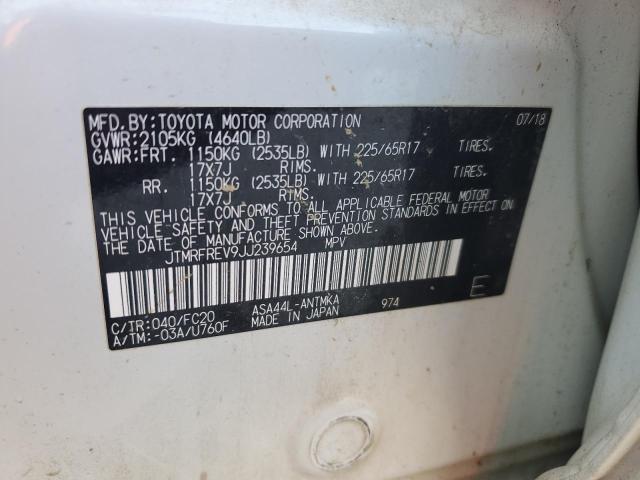 MFD. BY: TOYOTA MOTOR CORPORATION 07/18
GVWR: 2105KG (4640LB)
GAWR: FRT. 1150KG (2535LB) WITH 225/65R17 TIRES.
17X7J RIMS.
RR. 1150KG (2535LB) WITH 225/65R17 TIRES.
17X7J RIMS.
THIS VEHICLE CONFORMS TO ALL APPLICABLE FEDERAL MOTOR
VEHICLE SAFETY AND THEFT PREVENTION STANDARDS IN EFFECT ON
THE DATE OF MANUFACTURE SHOWN ABOVE.
JTMRFREV9JJ239654 MPV
C/TR: 040/FC20 ASA44L-ANTMKA 974 E
A/TM: -03A/U760F MADE IN JAPAN